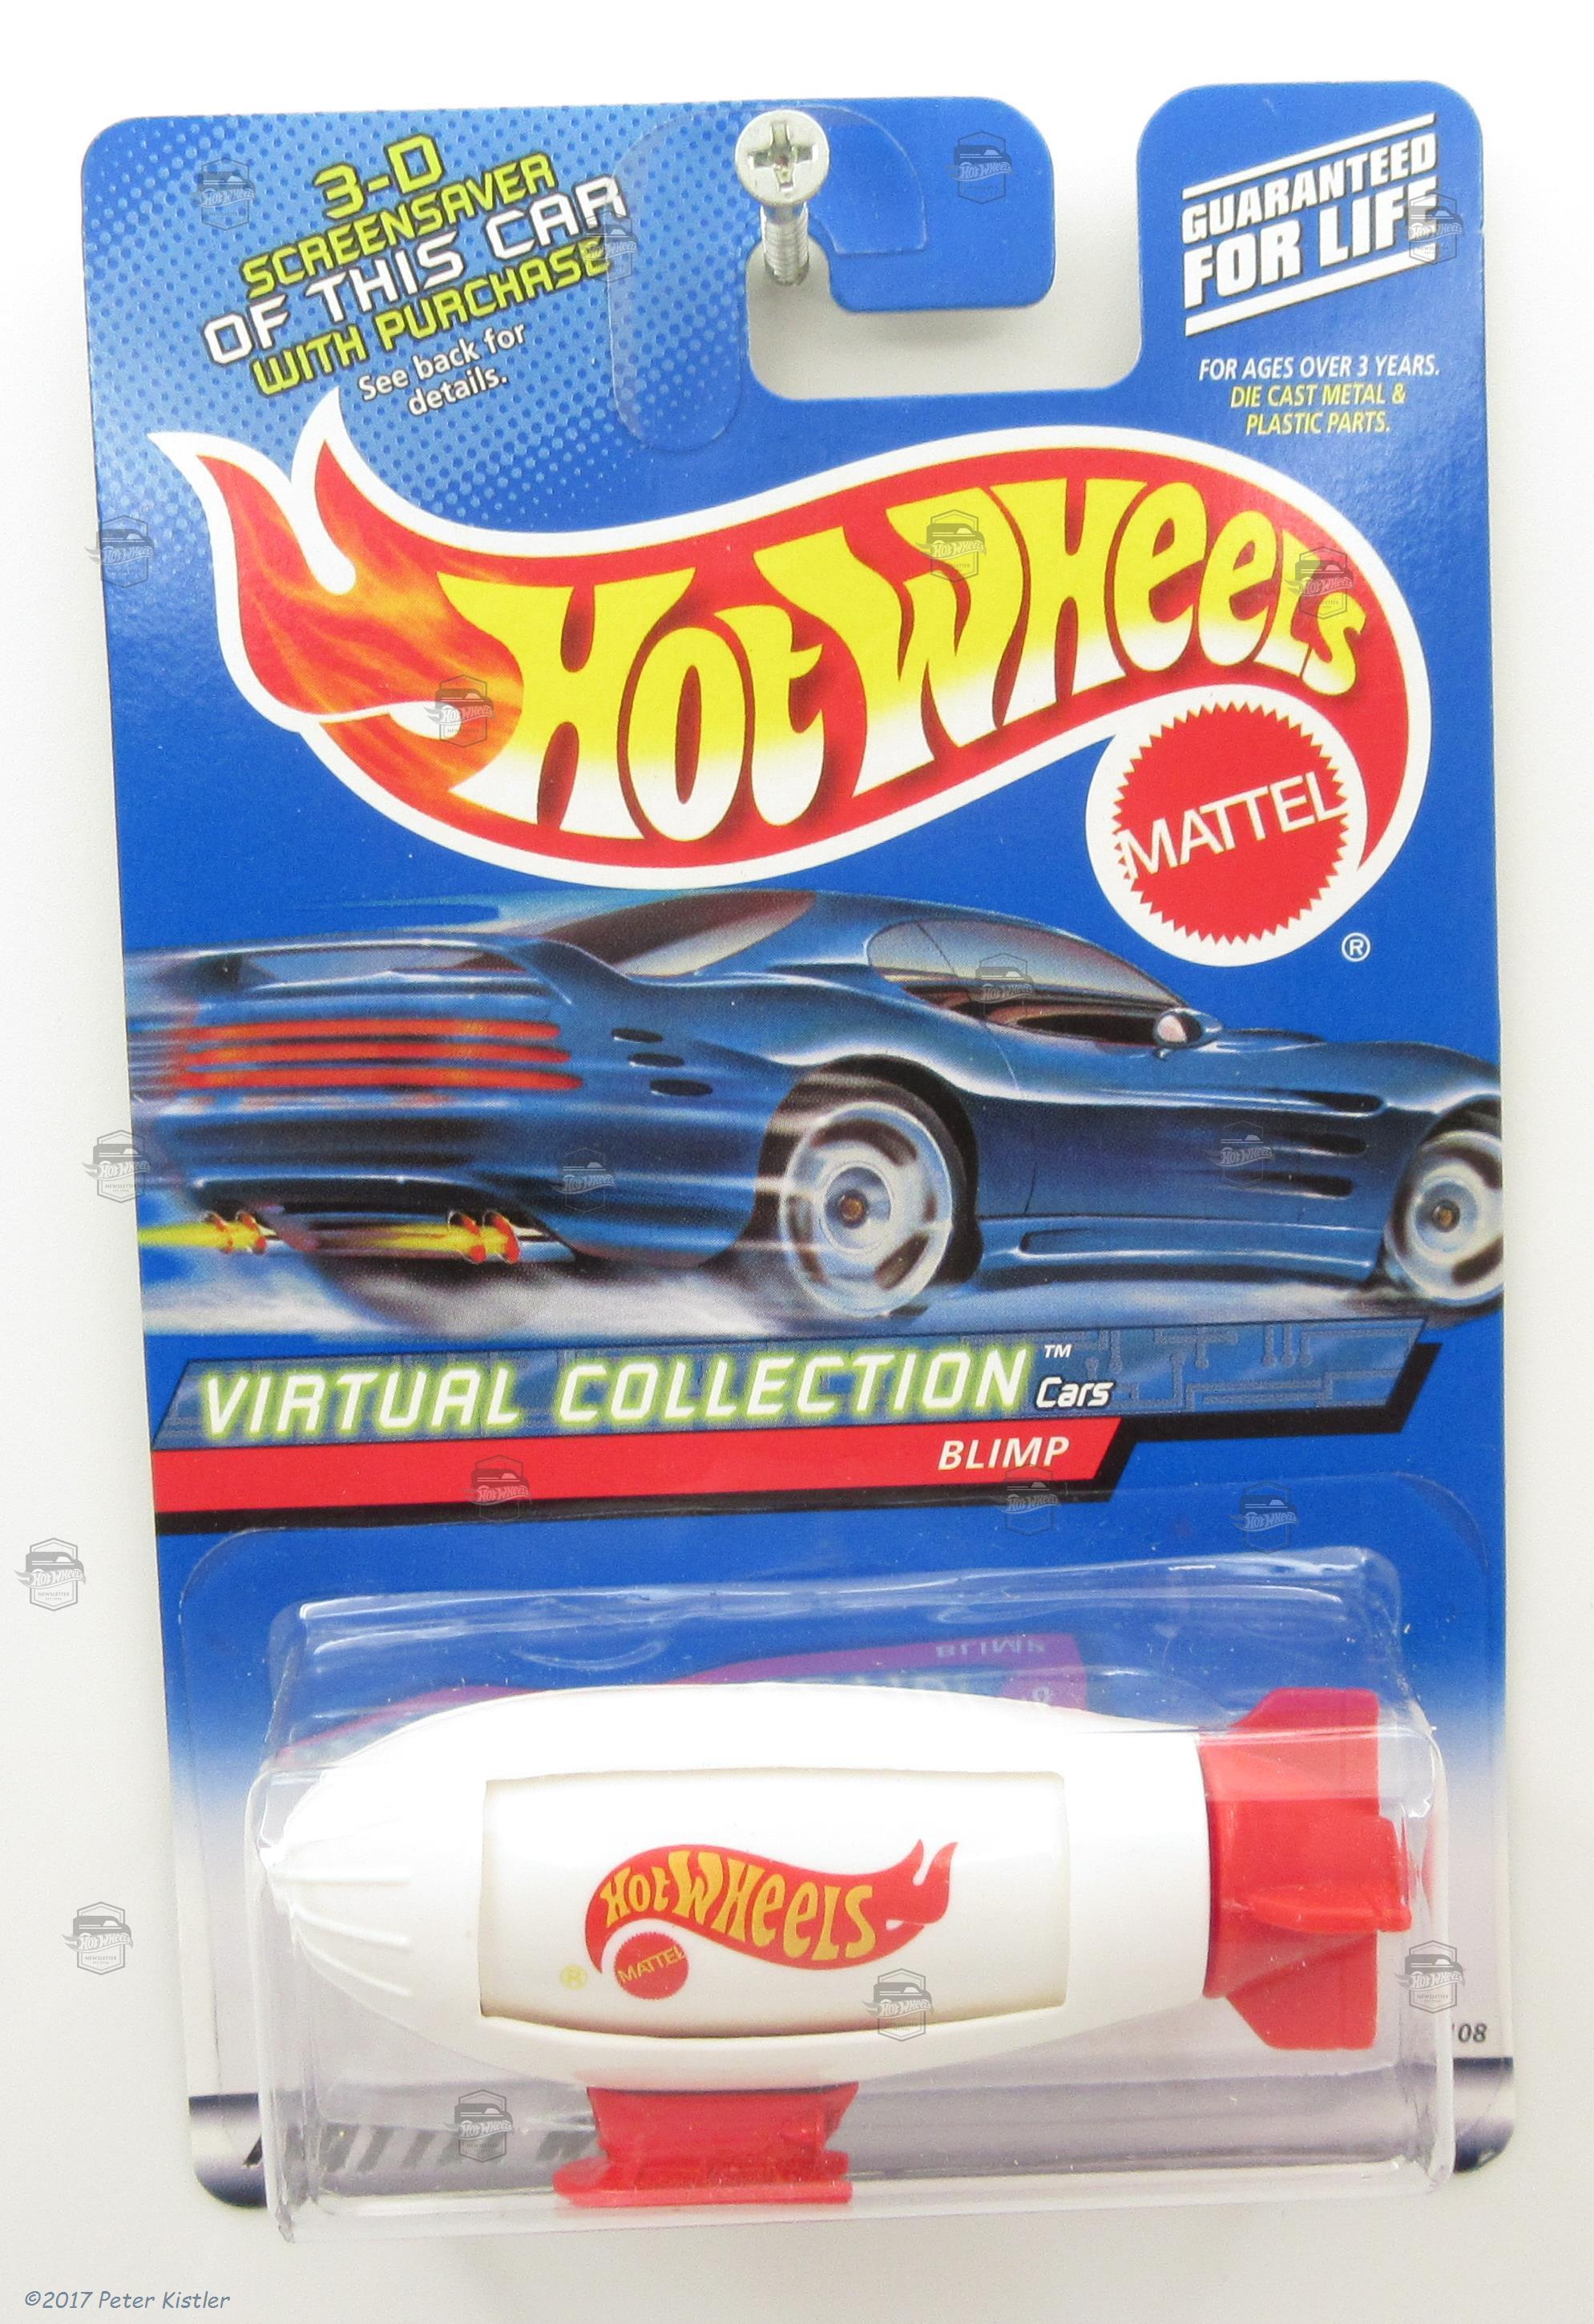 3-D
SCREENSAVER
OF THIS CAR
WITH PURCHASE
See back for
details.
GUARANTEED
FOR LIFE
FOR AGES OVER 3 YEARS.
DIE CAST METAL &
PLASTIC PARTS.
HOT WHEELS
MATTEL
®
VIRTUAL COLLECTION™
Cars
BLIMP
HOT WHEELS
® MATTEL
08
©2017 Peter Kistler